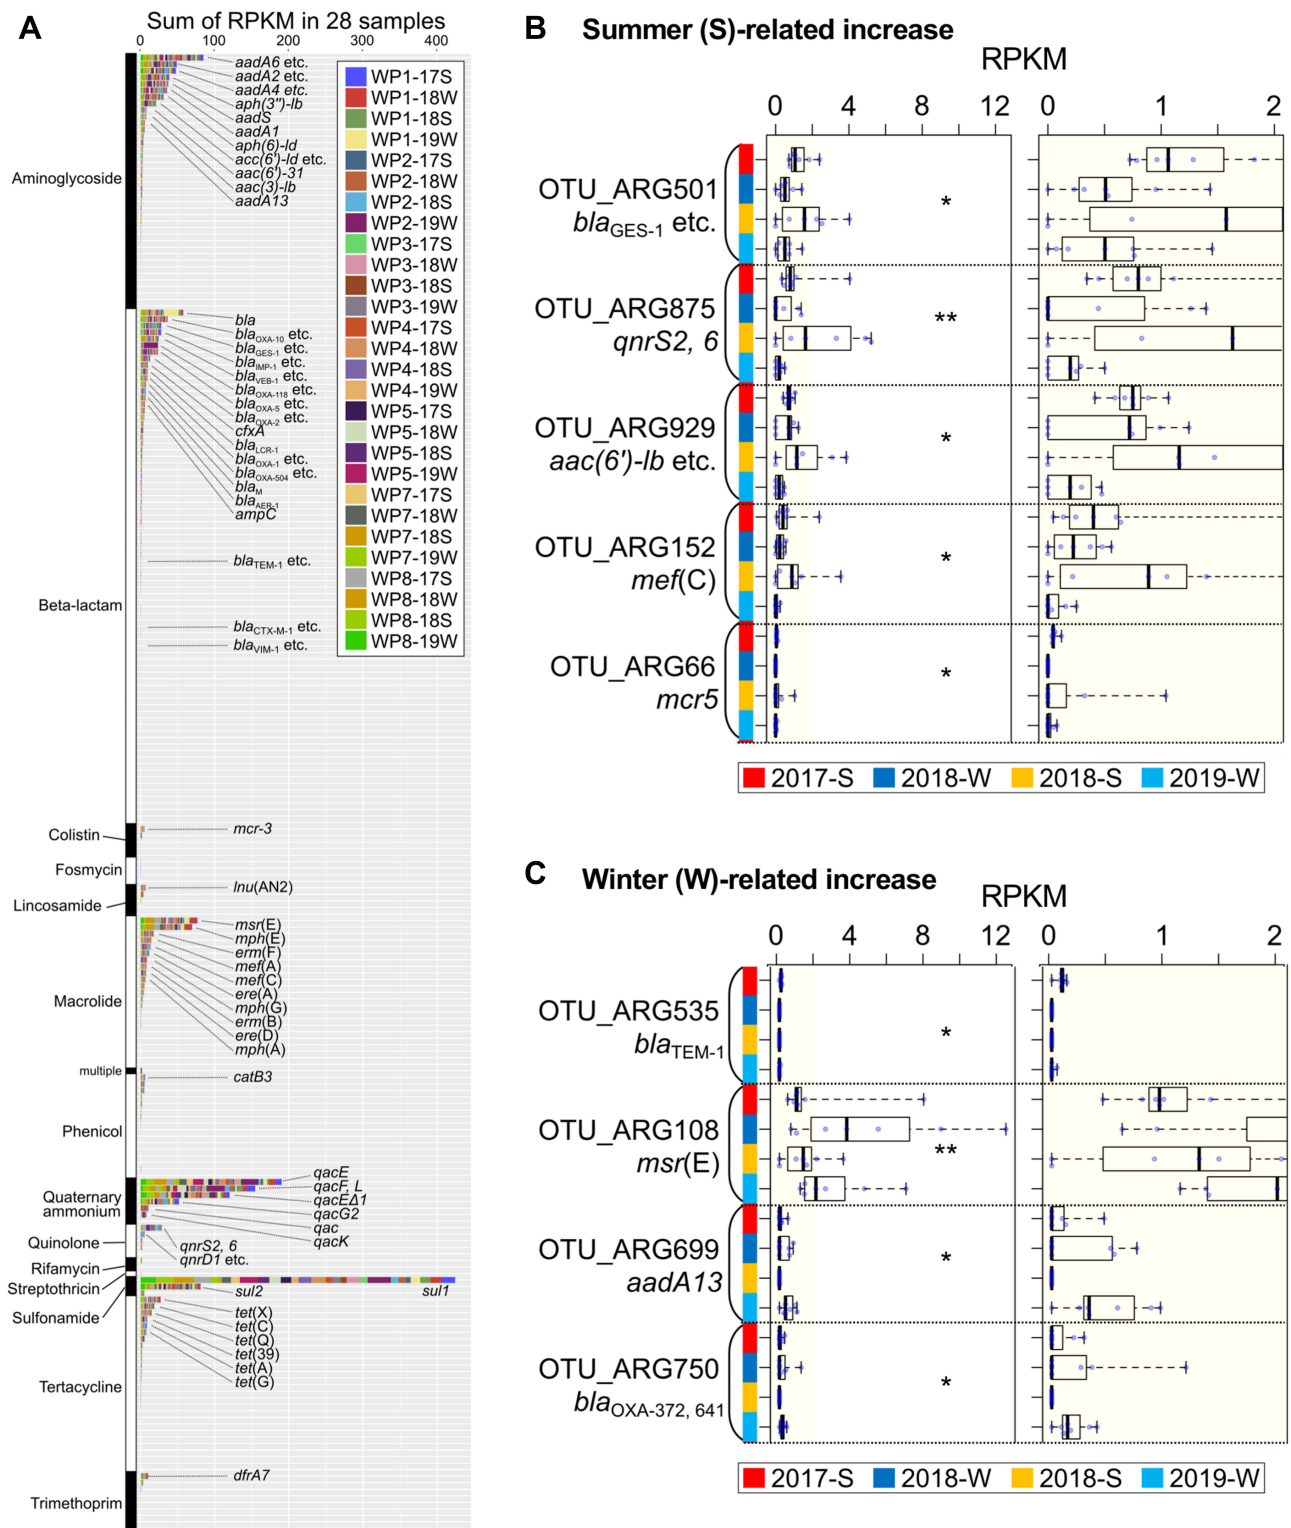 A
Sum of RPKM in 28 samples
0 100 200 300 400
Aminoglycoside
Beta-lactam
Colistin
Fosmycin
Lincosamide
Macrolide
multiple
Phenicol
Quaternary
ammonium
Quinolone
Rifamycin
Streptothricin
Sulfonamide
Tertacycline
Trimethoprim
aadA6 etc.
aadA2 etc.
aadA4 etc.
aph(3")-Ib
aadS
aadA1
aph(6)-Id
acc(6')-Id etc.
aac(6')-31
aac(3)-Ib
aadA13
bla
blaOXA-10 etc.
blaGES-1 etc.
blaIMP-1 etc.
blaVEB-1 etc.
blaOXA-118 etc.
blaOXA-5 etc.
blaOXA-2 etc.
cfxA
blaLCR-1
blaOXA-1 etc.
blaOXA-504 etc.
blaM
blaAER-1
ampC
blaTEM-1 etc.
blaCTX-M-1 etc.
blaVIM-1 etc.
mcr-3
lnu(AN2)
msr(E)
mph(E)
erm(F)
mef(A)
mef(C)
ere(A)
mph(G)
erm(B)
ere(D)
mph(A)
catB3
qacE
qacF, L
qacEΔ1
qacG2
qac
qacK
qnrS2, 6
qnrD1 etc.
sul2
sul1
tet(X)
tet(C)
tet(Q)
tet(39)
tet(A)
tet(G)
dfrA7
WP1-17S
WP1-18W
WP1-18S
WP1-19W
WP2-17S
WP2-18W
WP2-18S
WP2-19W
WP3-17S
WP3-18W
WP3-18S
WP3-19W
WP4-17S
WP4-18W
WP4-18S
WP4-19W
WP5-17S
WP5-18W
WP5-18S
WP5-19W
WP7-17S
WP7-18W
WP7-18S
WP7-19W
WP8-17S
WP8-18W
WP8-18S
WP8-19W
B Summer (S)-related increase
RPKM
0 4 8 12 0 1 2
OTU_ARG501
blaGES-1 etc.
*
OTU_ARG875
qnrS2, 6
**
OTU_ARG929
aac(6')-Ib etc.
*
OTU_ARG152
mef(C)
*
OTU_ARG66
mcr5
*
2017-S 2018-W 2018-S 2019-W
C Winter (W)-related increase
RPKM
0 4 8 12 0 1 2
OTU_ARG535
blaTEM-1
*
OTU_ARG108
msr(E)
**
OTU_ARG699
aadA13
*
OTU_ARG750
blaOXA-372, 641
*
2017-S 2018-W 2018-S 2019-W